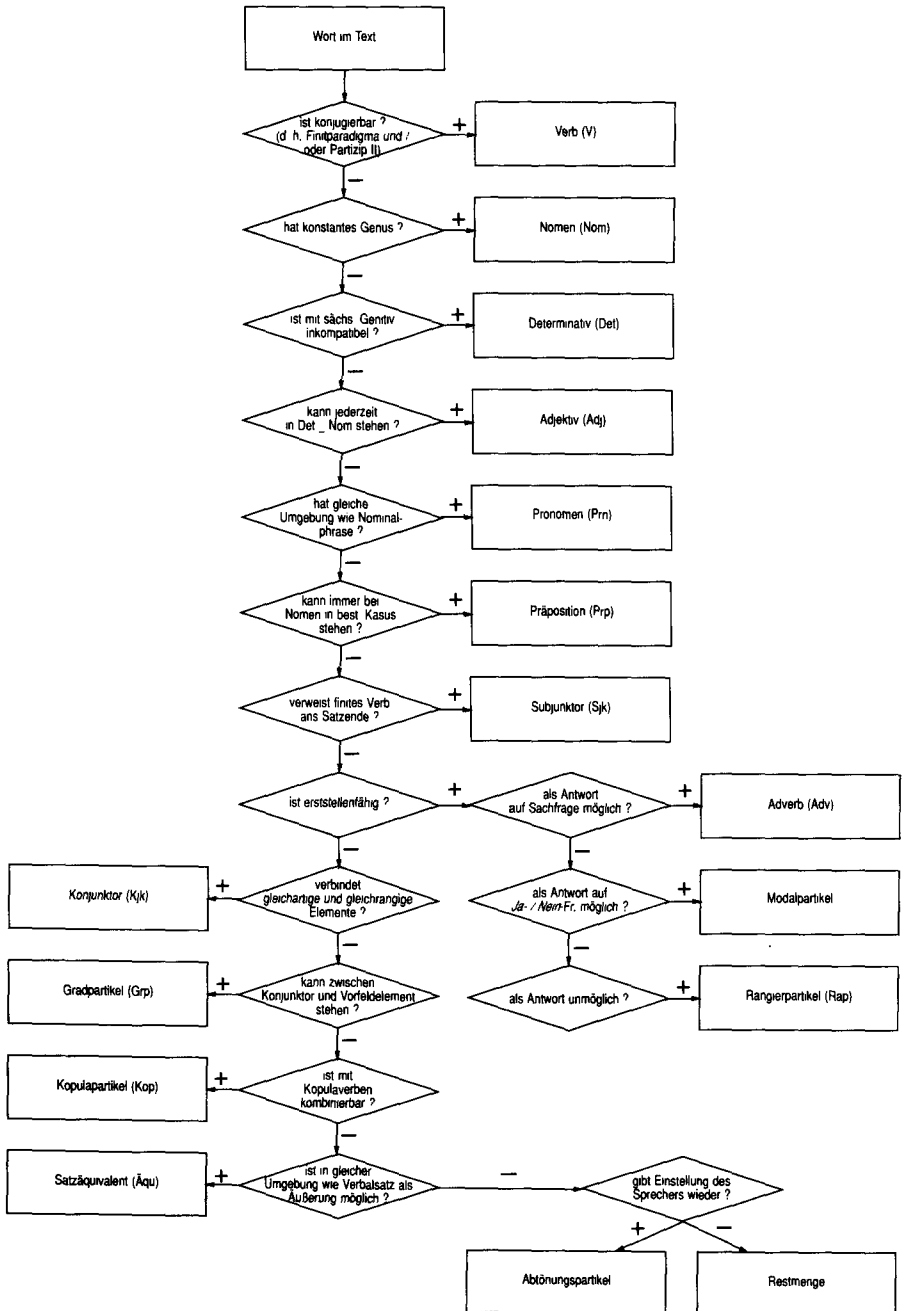 Wort im Text
ist konjugierbar ?
(d h. Finitparadigma und /
oder Partizip II)
+
Verb (V)
—
hat konstantes Genus ?
+
Nomen (Nom)
—
ist mit sächs Genitiv
inkompatibel ?
+
Determinativ (Det)
—
kann jederzeit
in Det _ Nom stehen ?
+
Adjektiv (Adj)
—
hat gleiche
Umgebung wie Nominal-
phrase ?
+
Pronomen (Prn)
—
kann immer bei
Nomen in best Kasus
stehen ?
+
Präposition (Prp)
—
verweist finites Verb
ans Satzende ?
+
Subjunktor (Sjk)
—
ist erststellenfähig ?
+
als Antwort
auf Sachfrage möglich ?
+
Adverb (Adv)
—
—
Konjunktor (Kjk)
+
verbindet
gleichartige und gleichrangige
Elemente ?
als Antwort auf
Ja- / Nein-Fr. möglich ?
+
Modalpartikel
—
—
Gradpartikel (Grp)
+
kann zwischen
Konjunktor und Vorfeldelement
stehen ?
als Antwort unmöglich ?
+
Rangierpartikel (Rap)
—
Kopulapartikel (Kop)
+
ist mit
Kopulaverben
kombinierbar ?
—
Satzäquivalent (Äqu)
+
ist in gleicher
Umgebung wie Verbalsatz als
Äußerung möglich ?
—
gibt Einstellung des
Sprechers wieder ?
+
—
Abtönungspartikel
Restmenge